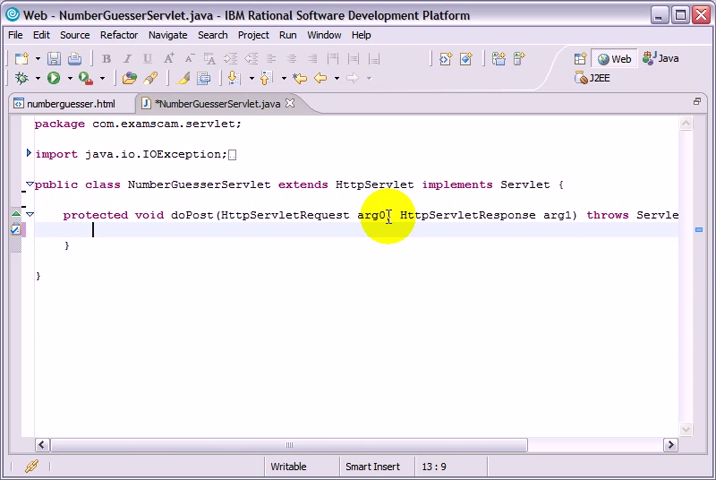 Web - NumberGuesserServlet.java - IBM Rational Software Development Platform
File Edit Source Refactor Navigate Search Project Run Window Help
Web Java
J2EE
numberguesser.html *NumberGuesserServlet.java
package com.examscam.servlet;
import java.io.IOException;
public class NumberGuesserServlet extends HttpServlet implements Servlet {
protected void doPost(HttpServletRequest arg0, HttpServletResponse arg1) throws Servle
}
}
Writable Smart Insert 13 : 9